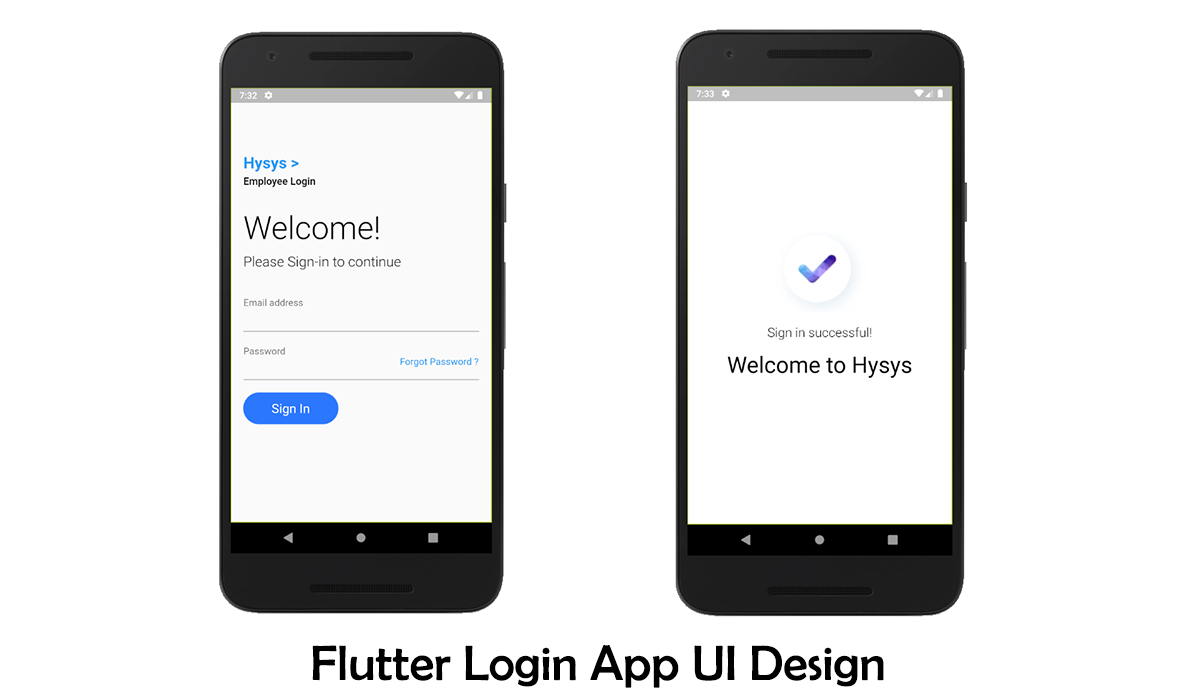 7:32
Hysys >
Employee Login
Welcome!
Please Sign-in to continue
Email address
Password
Forgot Password ?
Sign In
7:33
Sign in successful!
Welcome to Hysys
Flutter Login App UI Design